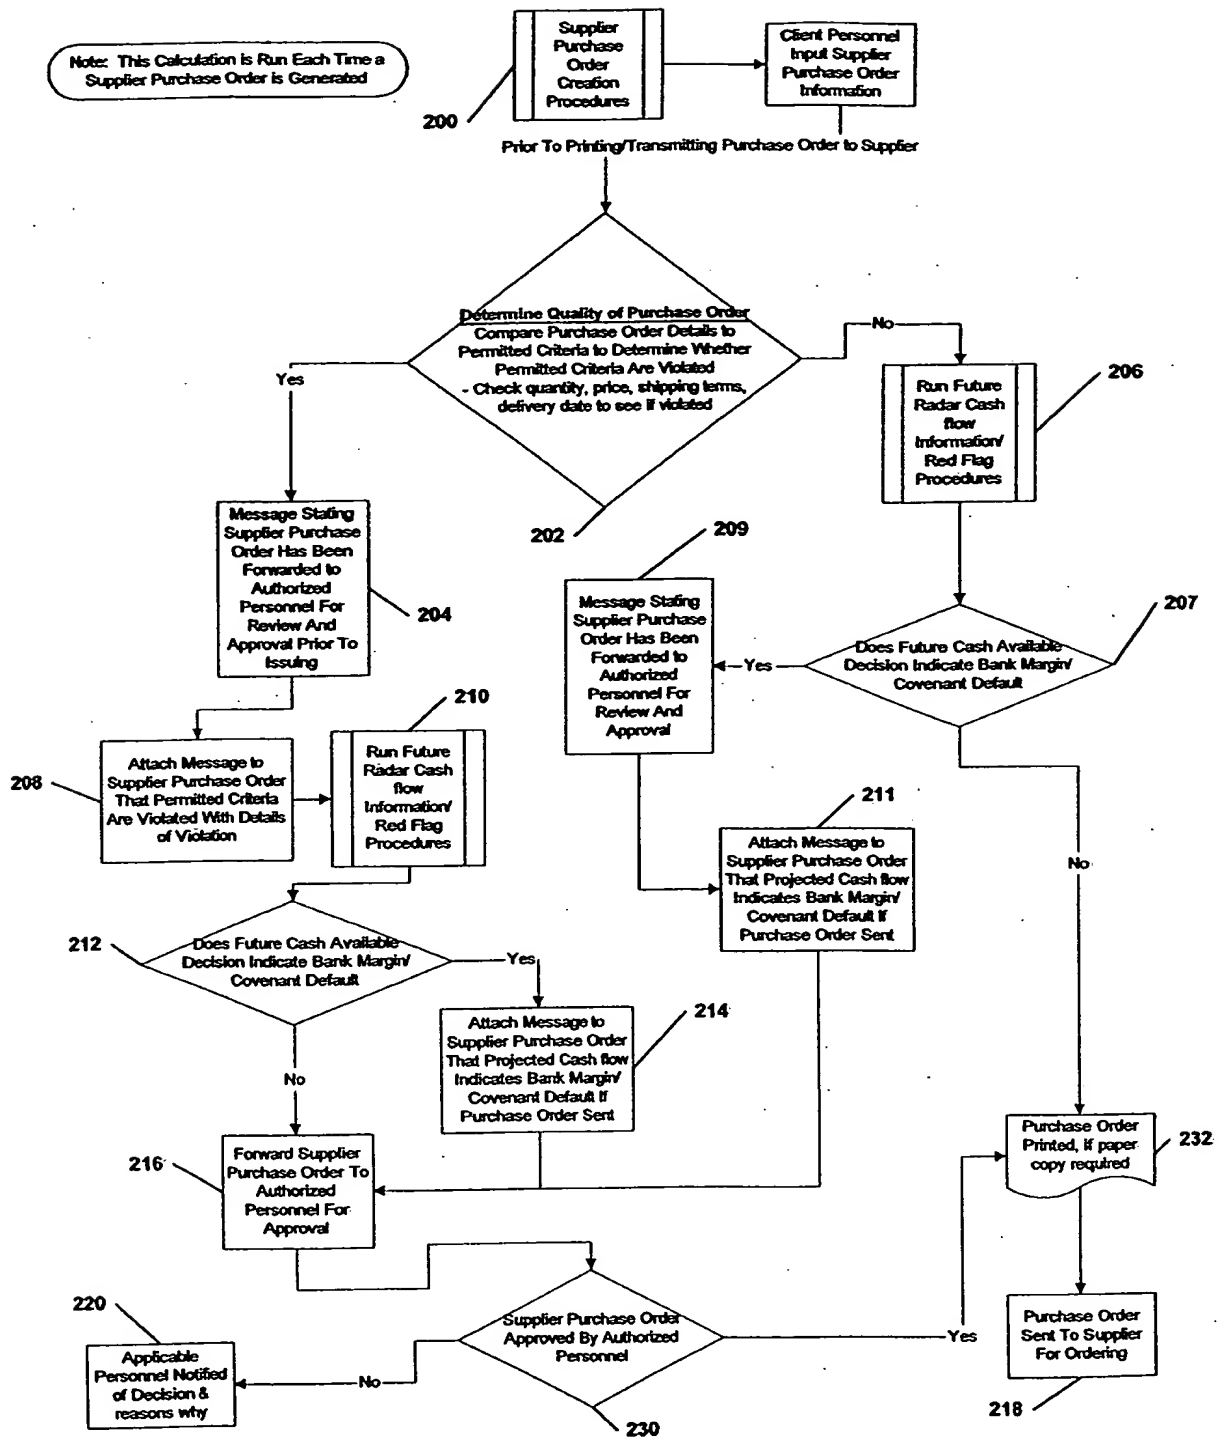 Note: This Calculation is Run Each Time a
Supplier Purchase Order is Generated
Supplier
Purchase
Order
Creation
Procedures
200
Client Personnel
Input Supplier
Purchase Order
Information
Prior To Printing/Transmitting Purchase Order to Supplier
Determine Quality of Purchase Order
Compare Purchase Order Details to
Permitted Criteria to Determine Whether
Permitted Criteria Are Violated
- Check quantity, price, shipping terms,
delivery date to see if violated
202
Yes
No
Run Future
Radar Cash
flow
Information/
Red Flag
Procedures
206
Message Stating
Supplier Purchase
Order Has Been
Forwarded to
Authorized
Personnel For
Review And
Approval Prior To
Issuing
204
209
Message Stating
Supplier Purchase
Order Has Been
Forwarded to
Authorized
Personnel For
Review And
Approval
Yes
Does Future Cash Available
Decision Indicate Bank Margin/
Covenant Default
207
208
Attach Message to
Supplier Purchase Order
That Permitted Criteria
Are Violated With Details
of Violation
210
Run Future
Radar Cash
flow
Information/
Red Flag
Procedures
211
Attach Message to
Supplier Purchase Order
That Projected Cash flow
Indicates Bank Margin/
Covenant Default If
Purchase Order Sent
No
212
Does Future Cash Available
Decision Indicate Bank Margin/
Covenant Default
Yes
No
Attach Message to
Supplier Purchase Order
That Projected Cash flow
Indicates Bank Margin/
Covenant Default If
Purchase Order Sent
214
216
Forward Supplier
Purchase Order To
Authorized
Personnel For
Approval
Purchase Order
Printed, if paper
copy required
232
Supplier Purchase Order
Approved By Authorized
Personnel
230
Yes
No
220
Applicable
Personnel Notified
of Decision &
reasons why
Purchase Order
Sent To Supplier
For Ordering
218